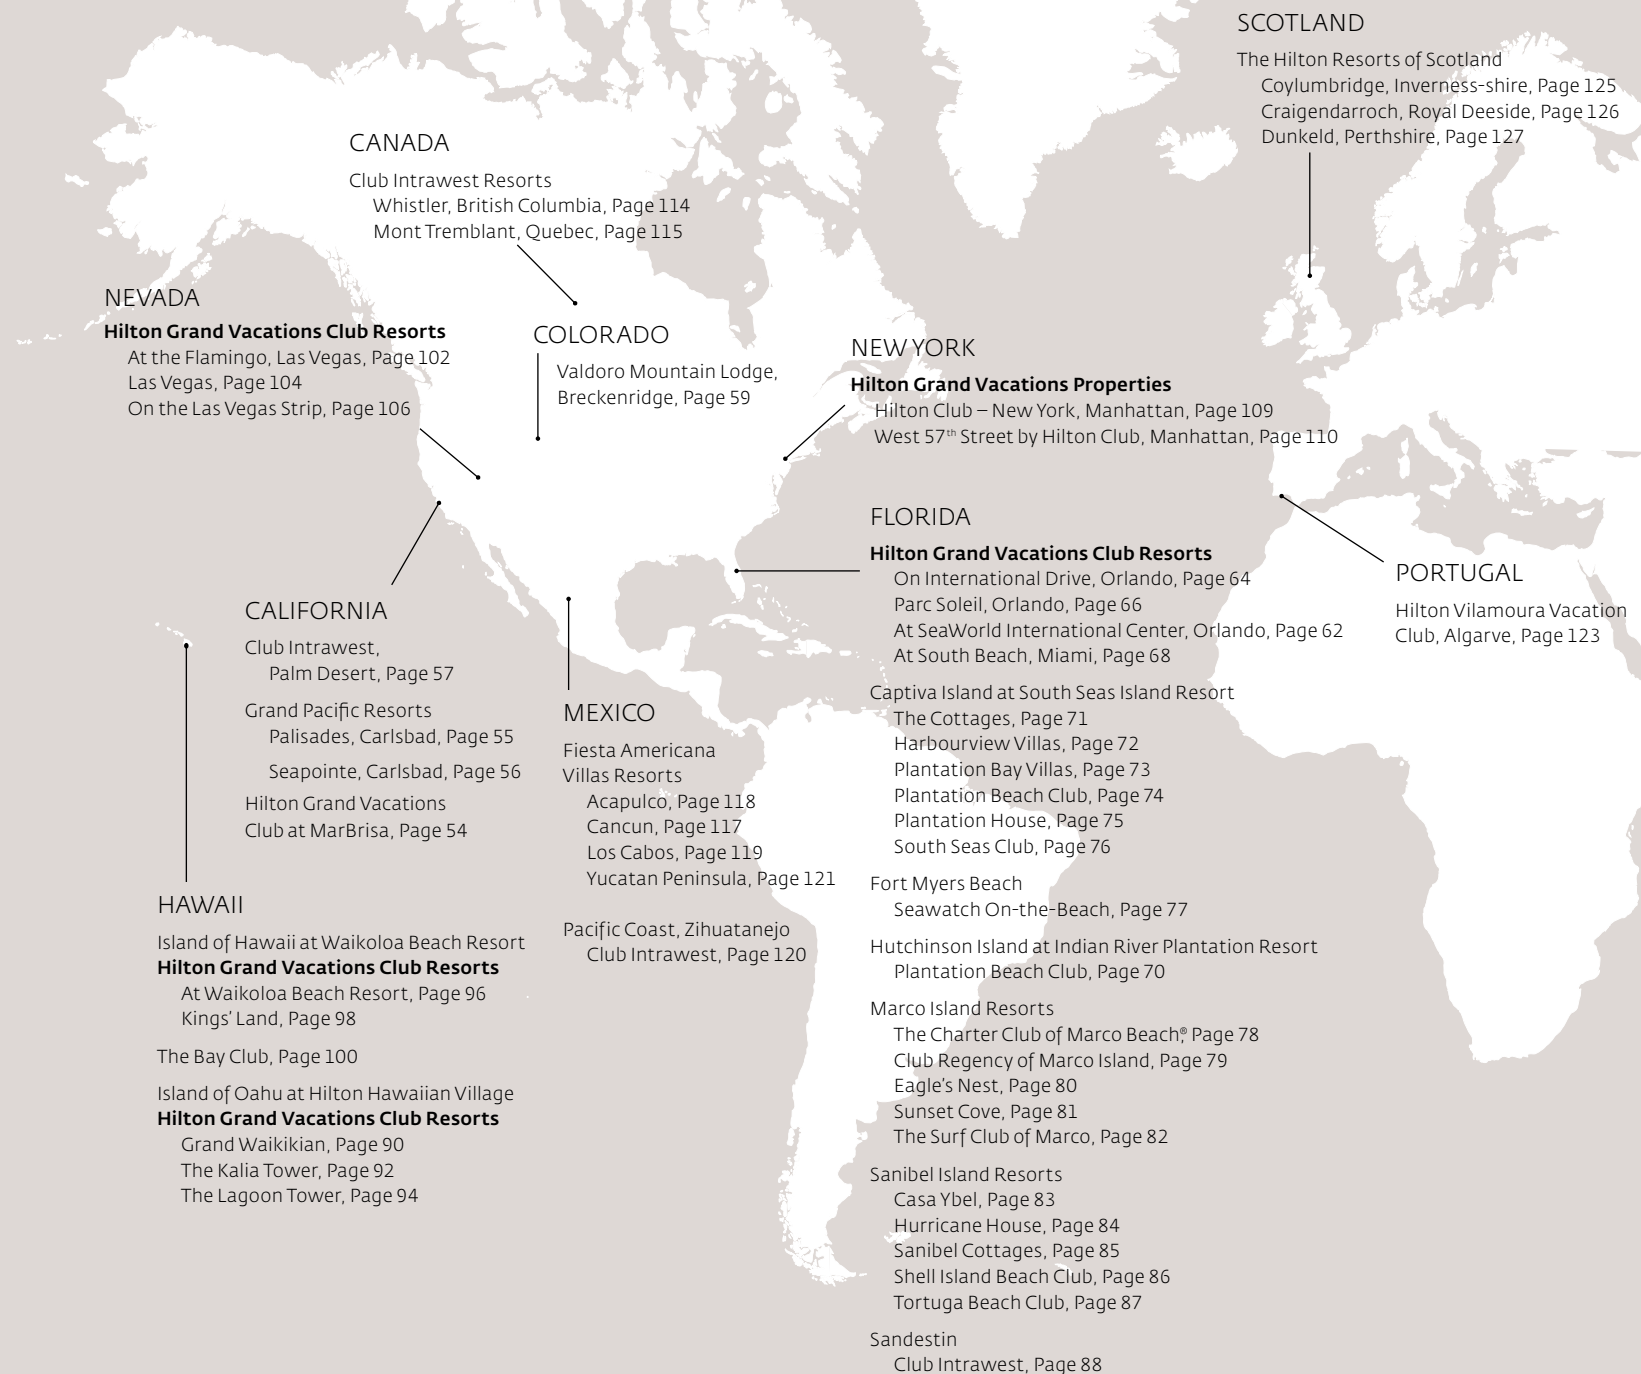 SCOTLAND
The Hilton Resorts of Scotland
Coylumbridge, Inverness-shire, Page 125
Craigendarroch, Royal Deeside, Page 126
Dunkeld, Perthshire, Page 127
CANADA
Club Intrawest Resorts
Whistler, British Columbia, Page 114
Mont Tremblant, Quebec, Page 115
NEVADA
Hilton Grand Vacations Club Resorts
At the Flamingo, Las Vegas, Page 102
Las Vegas, Page 104
On the Las Vegas Strip, Page 106
COLORADO
Valdoro Mountain Lodge,
Breckenridge, Page 59
NEW YORK
Hilton Grand Vacations Properties
Hilton Club – New York, Manhattan, Page 109
West 57th Street by Hilton Club, Manhattan, Page 110
FLORIDA
Hilton Grand Vacations Club Resorts
On International Drive, Orlando, Page 64
Parc Soleil, Orlando, Page 66
At SeaWorld International Center, Orlando, Page 62
At South Beach, Miami, Page 68
Captiva Island at South Seas Island Resort
The Cottages, Page 71
Harbourview Villas, Page 72
Plantation Bay Villas, Page 73
Plantation Beach Club, Page 74
Plantation House, Page 75
South Seas Club, Page 76
Fort Myers Beach
Seawatch On-the-Beach, Page 77
Hutchinson Island at Indian River Plantation Resort
Plantation Beach Club, Page 70
Marco Island Resorts
The Charter Club of Marco Beach,® Page 78
Club Regency of Marco Island, Page 79
Eagle's Nest, Page 80
Sunset Cove, Page 81
The Surf Club of Marco, Page 82
Sanibel Island Resorts
Casa Ybel, Page 83
Hurricane House, Page 84
Sanibel Cottages, Page 85
Shell Island Beach Club, Page 86
Tortuga Beach Club, Page 87
Sandestin
Club Intrawest, Page 88
PORTUGAL
Hilton Vilamoura Vacation
Club, Algarve, Page 123
CALIFORNIA
Club Intrawest,
Palm Desert, Page 57
Grand Pacific Resorts
Palisades, Carlsbad, Page 55
Seapointe, Carlsbad, Page 56
Hilton Grand Vacations
Club at MarBrisa, Page 54
MEXICO
Fiesta Americana
Villas Resorts
Acapulco, Page 118
Cancun, Page 117
Los Cabos, Page 119
Yucatan Peninsula, Page 121
Pacific Coast, Zihuatanejo
Club Intrawest, Page 120
HAWAII
Island of Hawaii at Waikoloa Beach Resort
Hilton Grand Vacations Club Resorts
At Waikoloa Beach Resort, Page 96
Kings' Land, Page 98
The Bay Club, Page 100
Island of Oahu at Hilton Hawaiian Village
Hilton Grand Vacations Club Resorts
Grand Waikikian, Page 90
The Kalia Tower, Page 92
The Lagoon Tower, Page 94